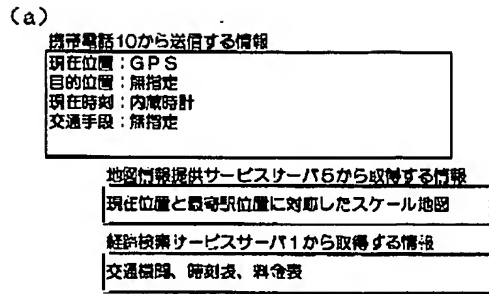 (a)
携帯電話10から送信する情報
現在位置：GPS
目的位置：無指定
現在時刻：内蔵時計
交通手段：無指定
地図情報提供サービスサーバ5から取得する情報
現在位置と最寄駅位置に対応したスケール地図
経路検索サービスサーバ1から取得する情報
交通機関、時刻表、料金表